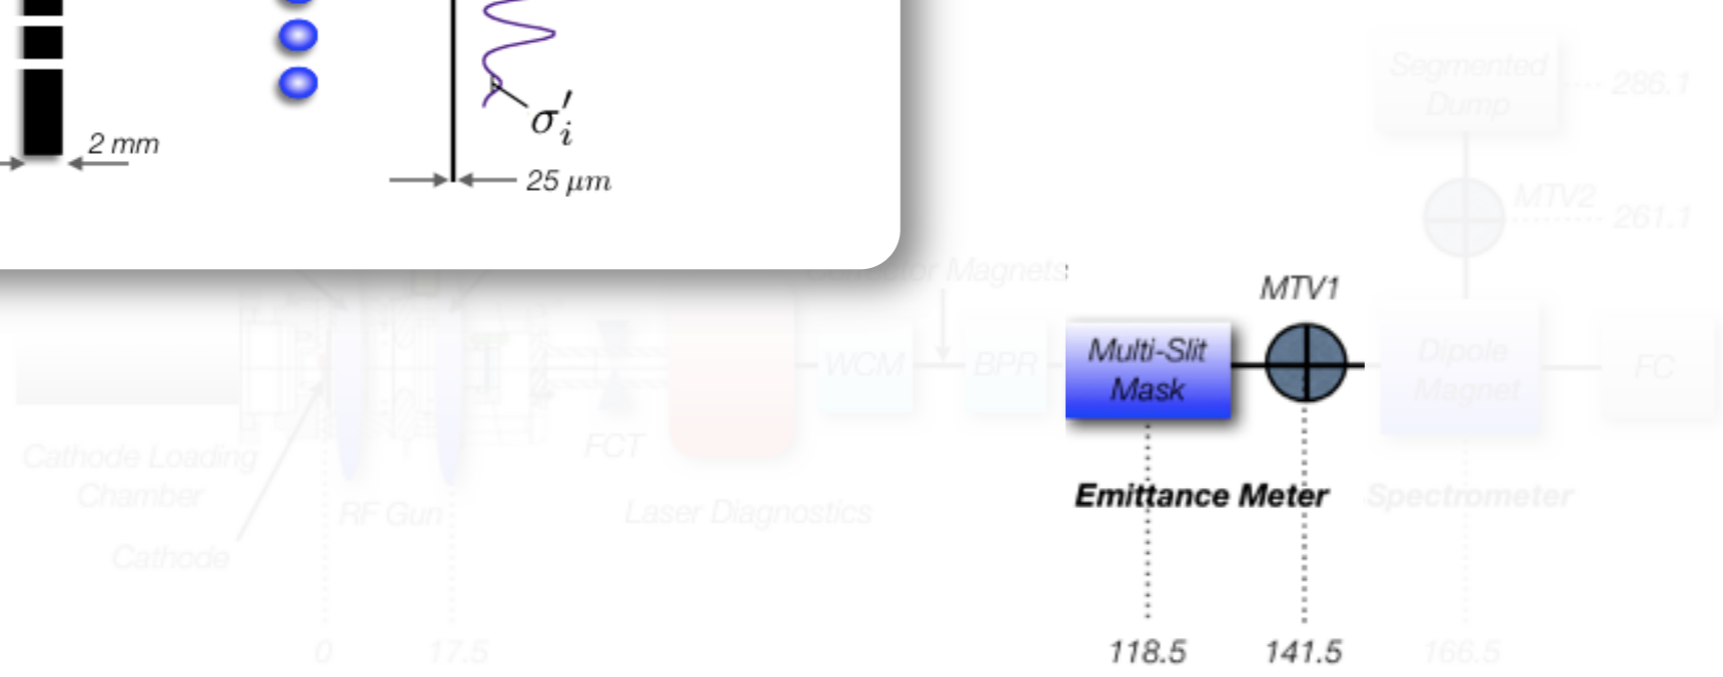 σ′i
2 mm
25 μm
Segmented
Dump
286.1
MTV2
261.1
Magnets
MTV1
Multi-Slit
Mask
WCM
BPR
Dipole
Magnet
FC
FCT
Cathode Loading
Chamber
RF Gun
Laser Diagnostics
Emittance Meter
Spectrometer
Cathode
0
17.5
118.5
141.5
166.5